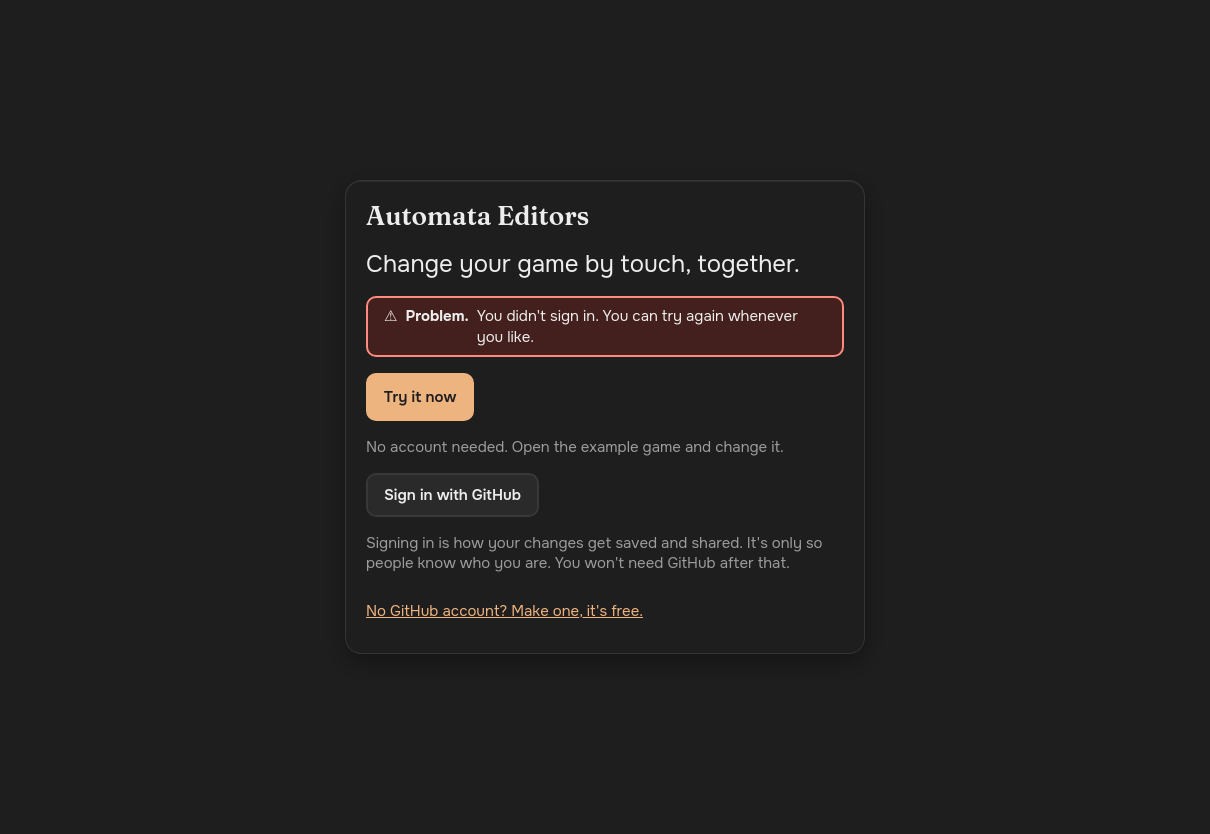 Automata Editors
Change your game by touch, together.
⚠ Problem. You didn't sign in. You can try again whenever
you like.
Try it now
No account needed. Open the example game and change it.
Sign in with GitHub
Signing in is how your changes get saved and shared. It's only so
people know who you are. You won't need GitHub after that.
No GitHub account? Make one, it's free.